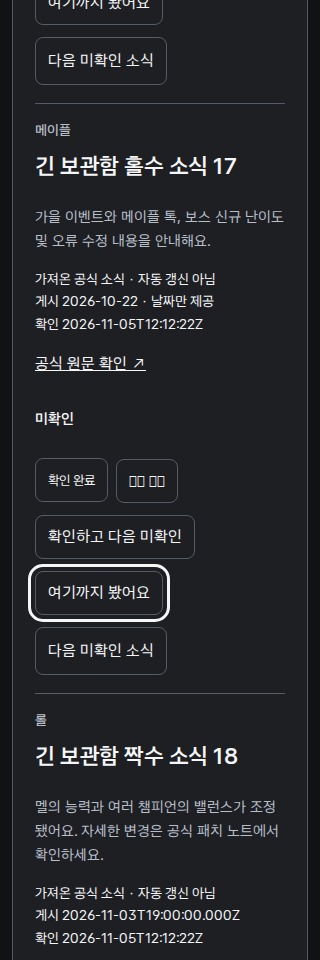 여기까지 봤어요
다음 미확인 소식
메이플
긴 보관함 홀수 소식 17
가을 이벤트와 메이플 톡, 보스 신규 난이도
및 오류 수정 내용을 안내해요.
가져온 공식 소식 · 자동 갱신 아님
게시 2026-10-22 · 날짜만 제공
확인 2026-11-05T12:12:22Z
공식 원문 확인 ↗
미확인
확인 완료
확인하고 다음 미확인
여기까지 봤어요
다음 미확인 소식
롤
긴 보관함 짝수 소식 18
멜의 능력과 여러 챔피언의 밸런스가 조정
됐어요. 자세한 변경은 공식 패치 노트에서
확인하세요.
가져온 공식 소식 · 자동 갱신 아님
게시 2026-11-03T19:00:00.000Z
확인 2026-11-05T12:12:22Z